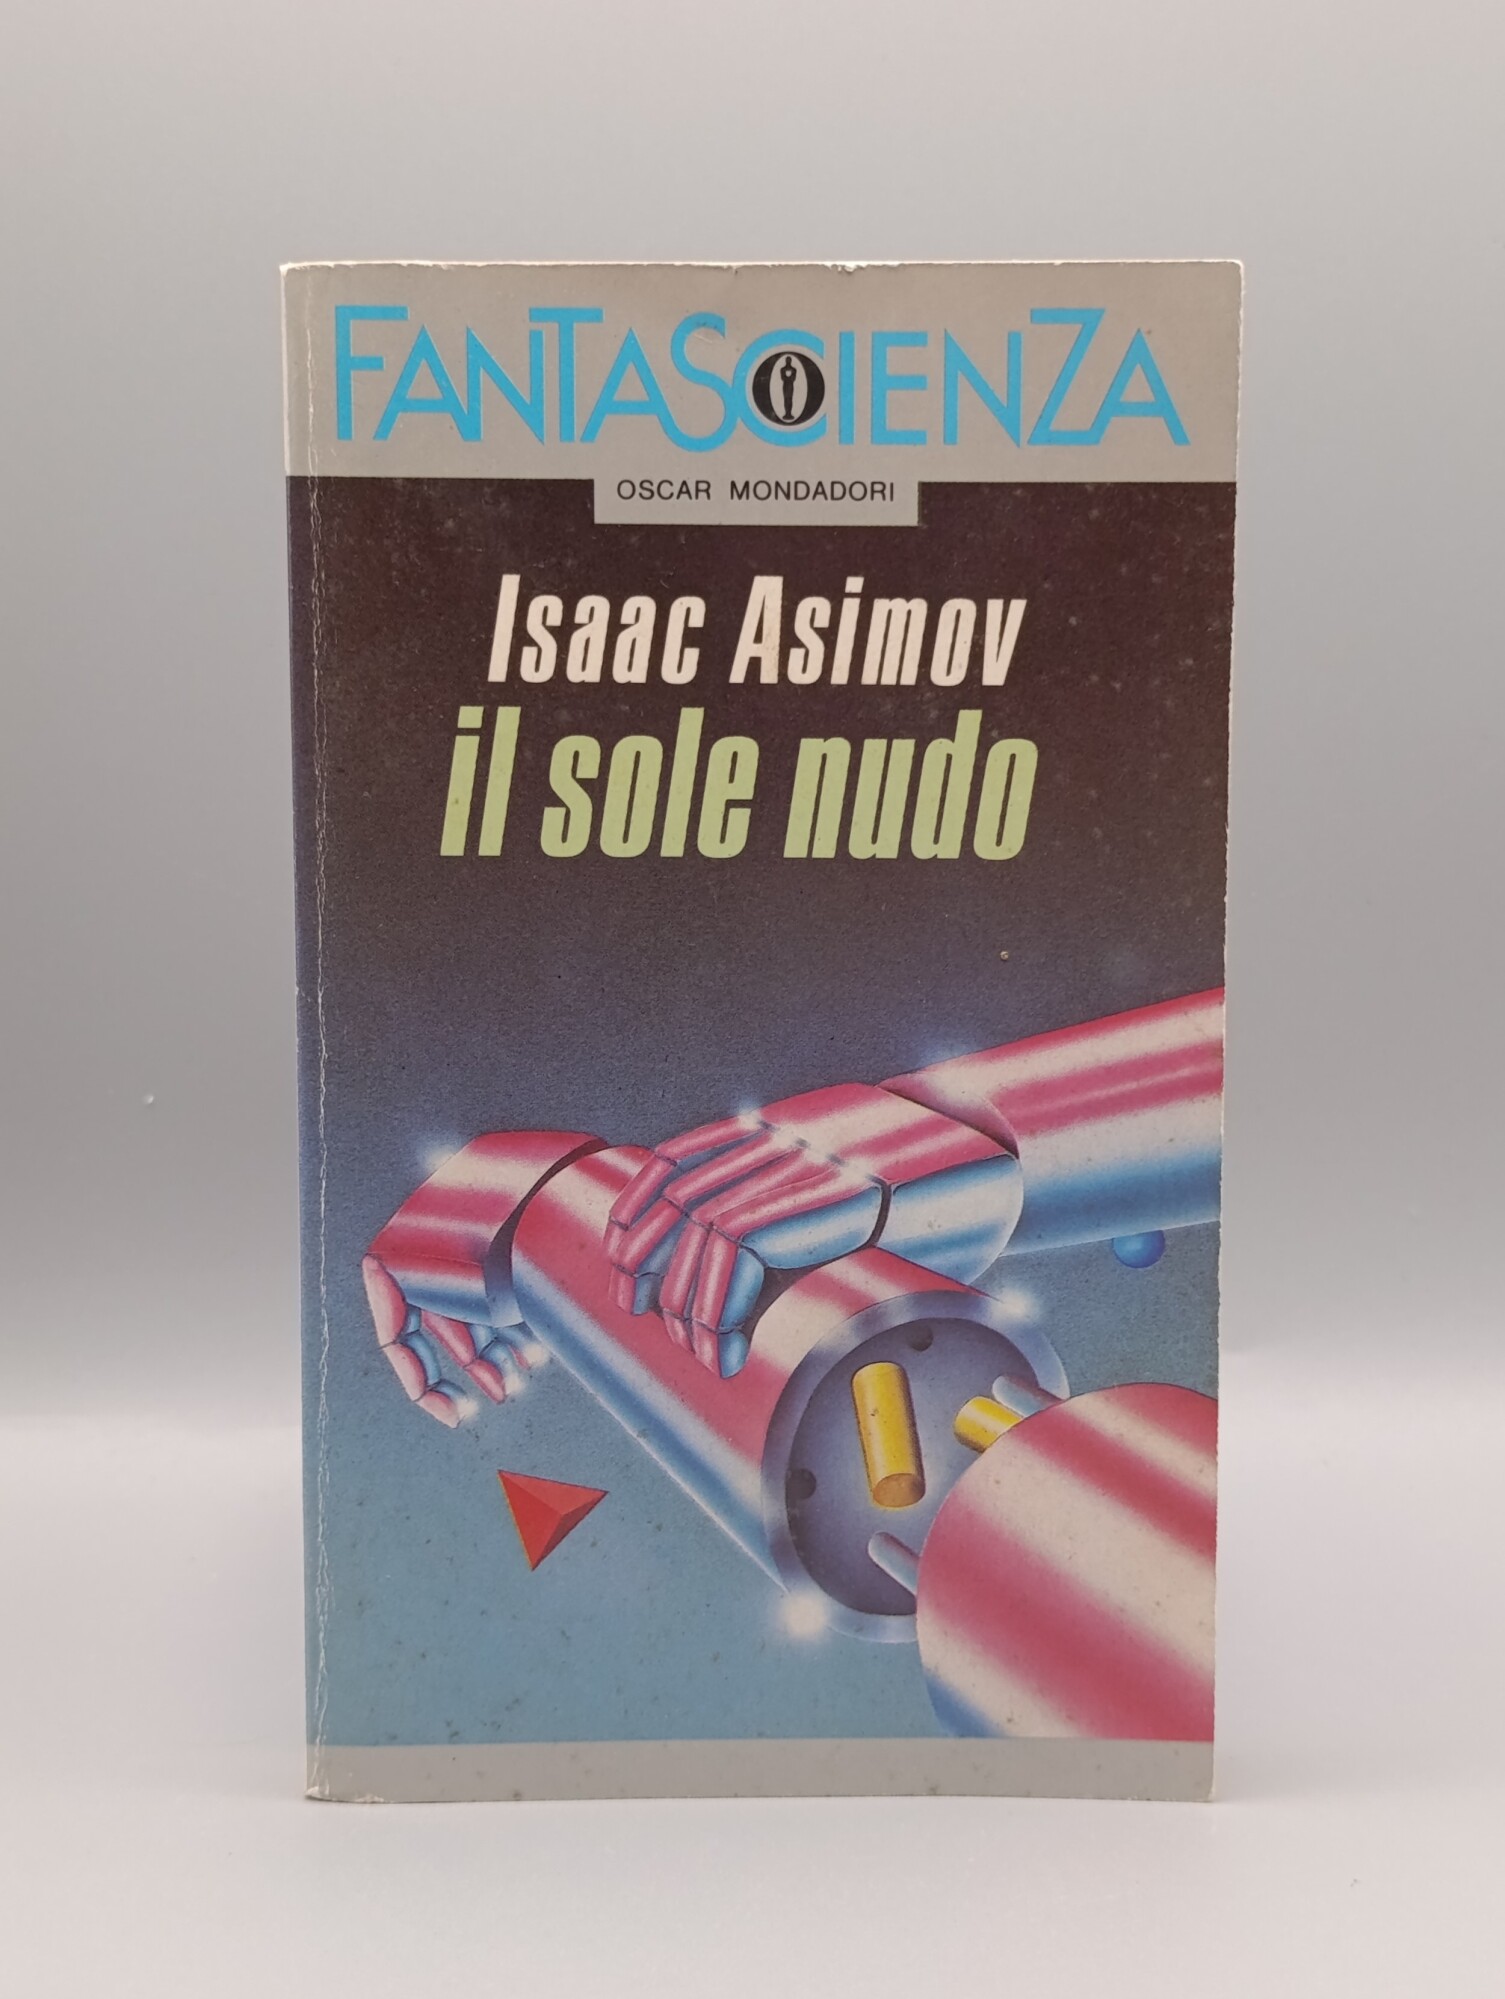 FANTASCIENZA
OSCAR MONDADORI
Isaac Asimov
il sole nudo